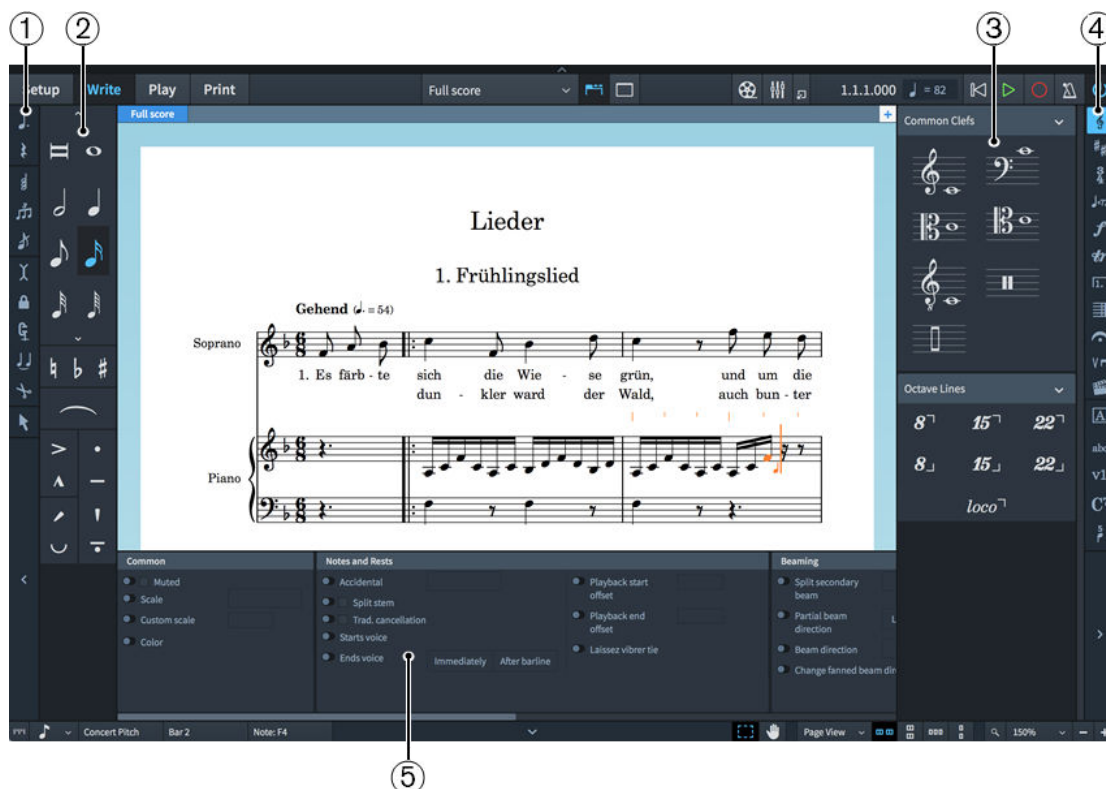 ① ② ③ ④
Setup Write Play Print Full score 1.1.1.000 = 82
Full score
Common Clefs
Lieder
1. Frühlingslied
Gehend (♩. = 54)
Soprano
1. Es färb - te sich die Wie - se grün, und um die
dun - kler ward der Wald, auch bun - ter
Piano
Octave Lines
8 15 22
8 15 22
loco
Common
Muted
Scale
Custom scale
Color
Notes and Rests
Accidental
Split stem
Trad. cancellation
Starts voice
Ends voice Immediately After barline
Playback start
offset
Playback end
offset
Laissez vibrer tie
Beaming
Split secondary
beam
Partial beam
direction L
Beam direction
Change fanned beam dir
Concert Pitch Bar 2 Note: F4 Page View 150%
⑤